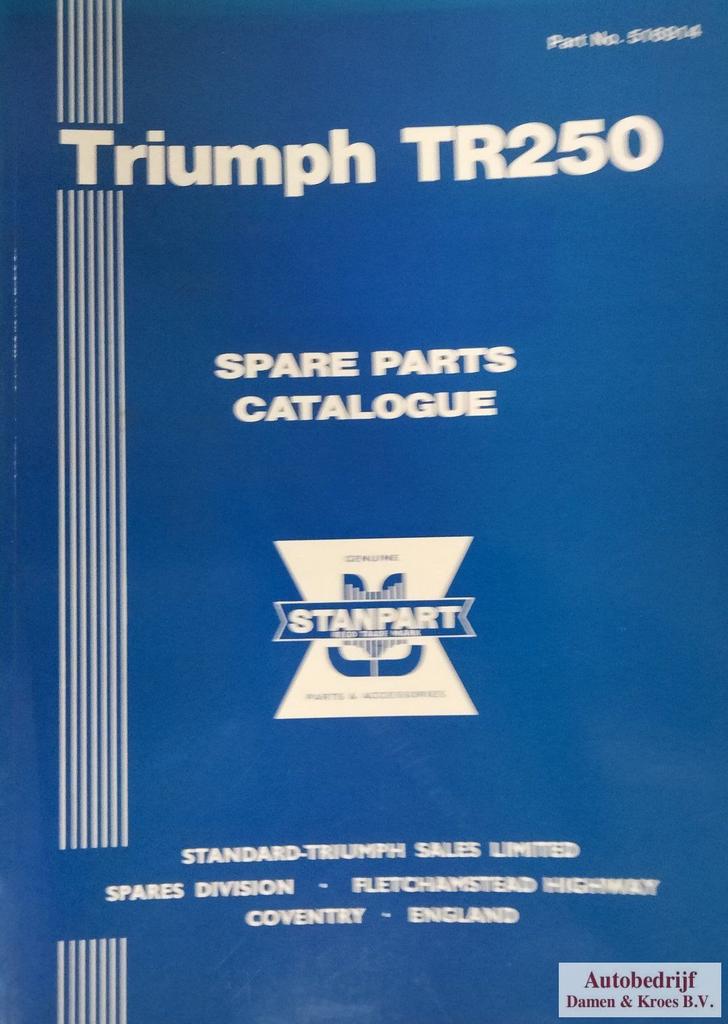 Part No. 516914
Triumph TR250
SPARE PARTS
CATALOGUE
GENUINE
STANPART
REGD TRADE MARK
PARTS & ACCESSORIES
STANDARD-TRIUMPH SALES LIMITED
SPARES DIVISION - FLETCHAMSTEAD HIGHWAY
COVENTRY - ENGLAND
Autobedrijf
Damen & Kroes B.V.